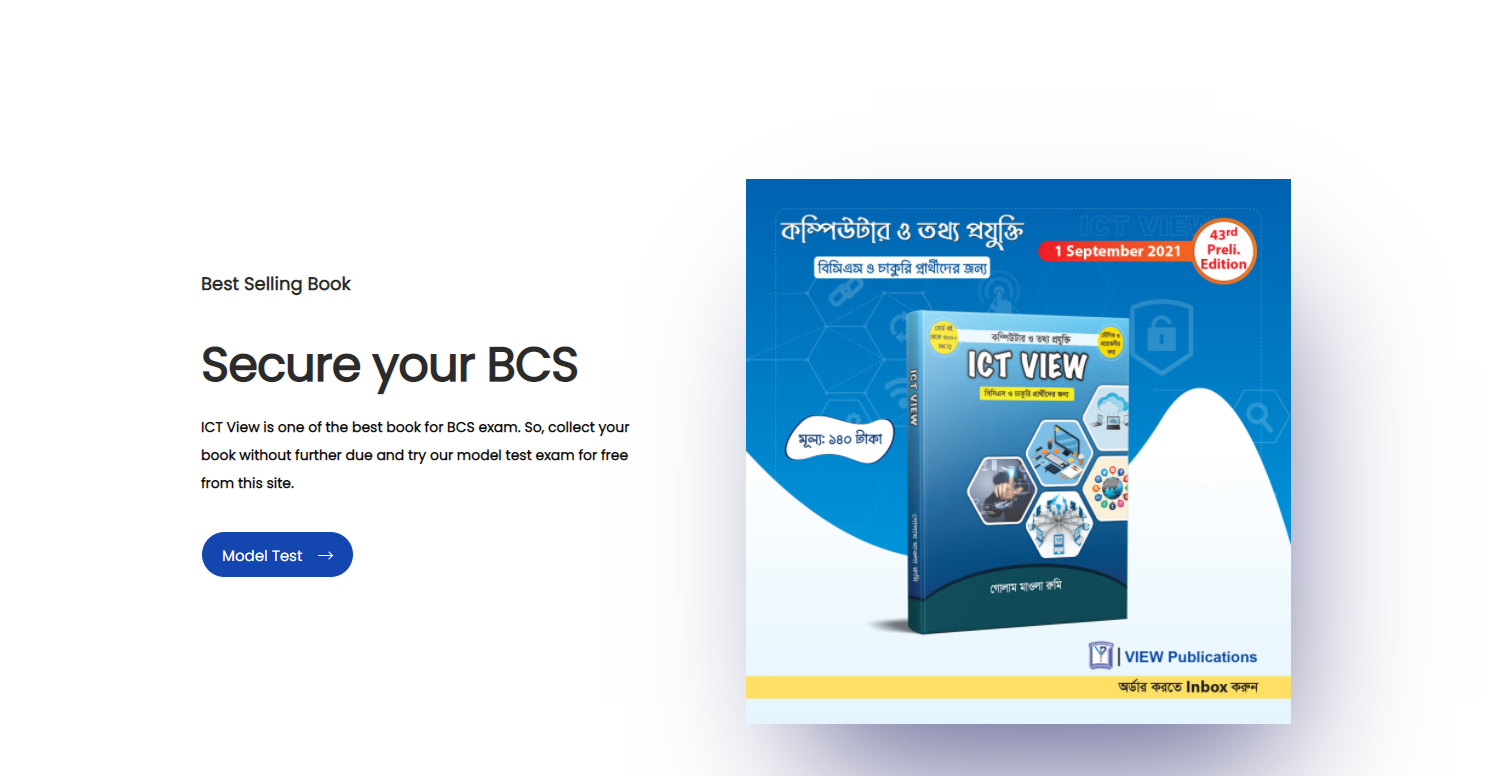 Best Selling Book
Secure your BCS
ICT View is one of the best book for BCS exam. So, collect your
book without further due and try our model test exam for free
from this site.
Model Test
কম্পিউটার ও তথ্য প্রযুক্তি
বিসিএস ও চাকুরি প্রার্থীদের জন্য
ICT VIEW
1 September 2021
43rd
Preli.
Edition
মূল্য: ১৪০ টাকা
কম্পিউটার ও তথ্য প্রযুক্তি
ICT VIEW
বিসিএস ও চাকুরি প্রার্থীদের জন্য
গোলাম মাওলা রুমি
ICT VIEW
গোলাম মাওলা রুমি
VIEW Publications
অর্ডার করতে Inbox করুন